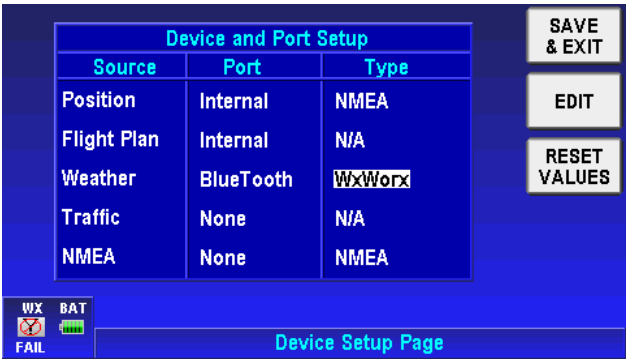 Device and Port Setup
Source Port Type
Position Internal NMEA
Flight Plan Internal N/A
Weather BlueTooth WxWorx
Traffic None N/A
NMEA None NMEA
SAVE
& EXIT
EDIT
RESET
VALUES
WX BAT
FAIL
Device Setup Page